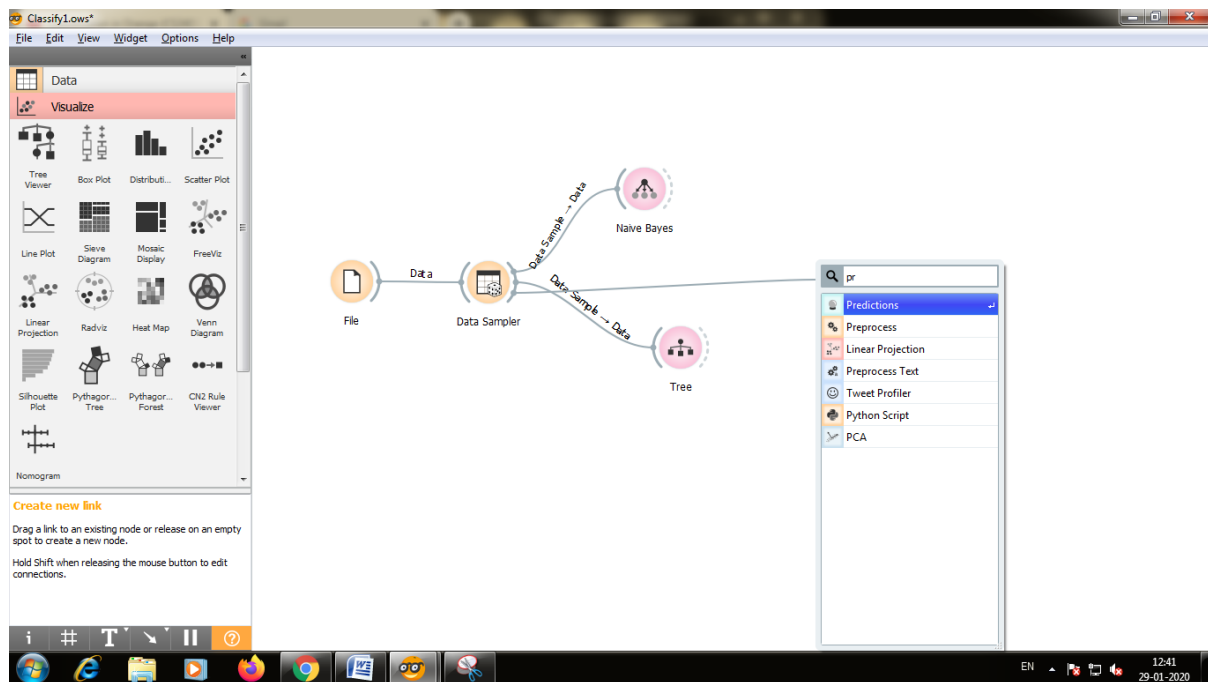 Classify1.ows*
File Edit View Widget Options Help
«
Data
Visualize
Tree Viewer
Box Plot
Distributi...
Scatter Plot
Line Plot
Sieve Diagram
Mosaic Display
FreeViz
Linear Projection
Radviz
Heat Map
Venn Diagram
Silhouette Plot
Pythagor... Tree
Pythagor... Forest
CN2 Rule Viewer
Nomogram
Create new link
Drag a link to an existing node or release on an empty
spot to create a new node.
Hold Shift when releasing the mouse button to edit
connections.
File
Data
Data Sampler
Data Sample → Data
Naive Bayes
Data Sample → Data
Tree
pr
Predictions
Preprocess
Linear Projection
Preprocess Text
Tweet Profiler
Python Script
PCA
EN
12:41
29-01-2020